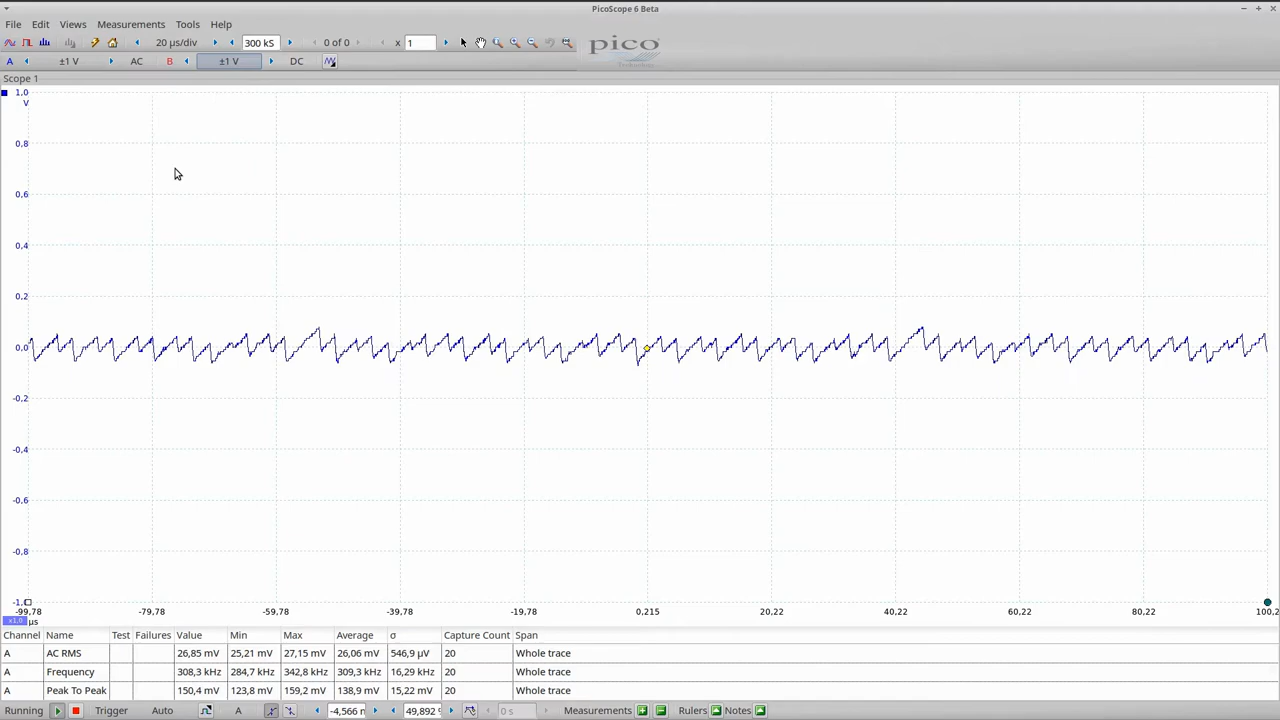 PicoScope 6 Beta
File Edit Views Measurements Tools Help
20 µs/div 300 kS 0 of 0 x 1
pico
Technology
A ±1 V AC B ±1 V DC
Scope 1
1.0
V
0.8
0.6
0.4
0.2
0.0
-0.2
-0.4
-0.6
-0.8
-1.0
-99,78 -79,78 -59,78 -39,78 -19,78 0,215 20,22 40,22 60,22 80,22 100,2
x1,0 µs
Channel Name Test Failures Value Min Max Average σ Capture Count Span
A AC RMS 26,85 mV 25,21 mV 27,15 mV 26,06 mV 546,9 µV 20 Whole trace
A Frequency 308,3 kHz 284,7 kHz 342,8 kHz 309,3 kHz 16,29 kHz 20 Whole trace
A Peak To Peak 150,4 mV 123,8 mV 159,2 mV 138,9 mV 15,22 mV 20 Whole trace
Running Trigger Auto A -4,566 49,892 0 s Measurements Rulers Notes